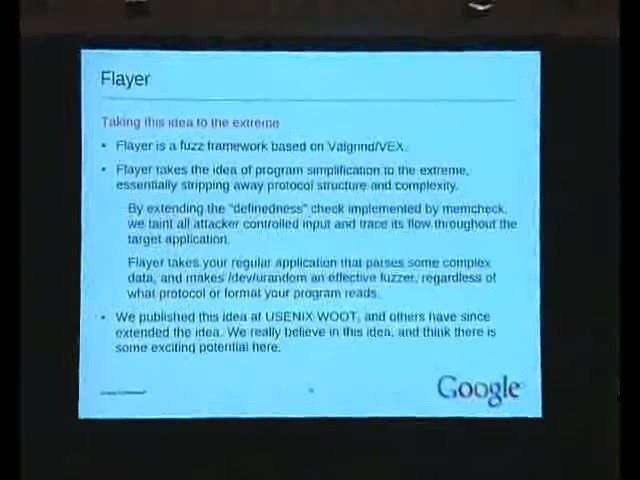 Flayer
Taking this idea to the extreme
• Flayer is a fuzz framework based on Valgrind/VEX.
• Flayer takes the idea of program simplification to the extreme,
essentially stripping away protocol structure and complexity.
By extending the "definedness" check implemented by memcheck,
we taint all attacker controlled input and trace its flow throughout the
target application.
Flayer takes your regular application that parses some complex
data, and makes /dev/urandom an effective fuzzer, regardless of
what protocol or format your program reads.
• We published this idea at USENIX WOOT, and others have since
extended the idea. We really believe in this idea, and think there is
some exciting potential here.
Google